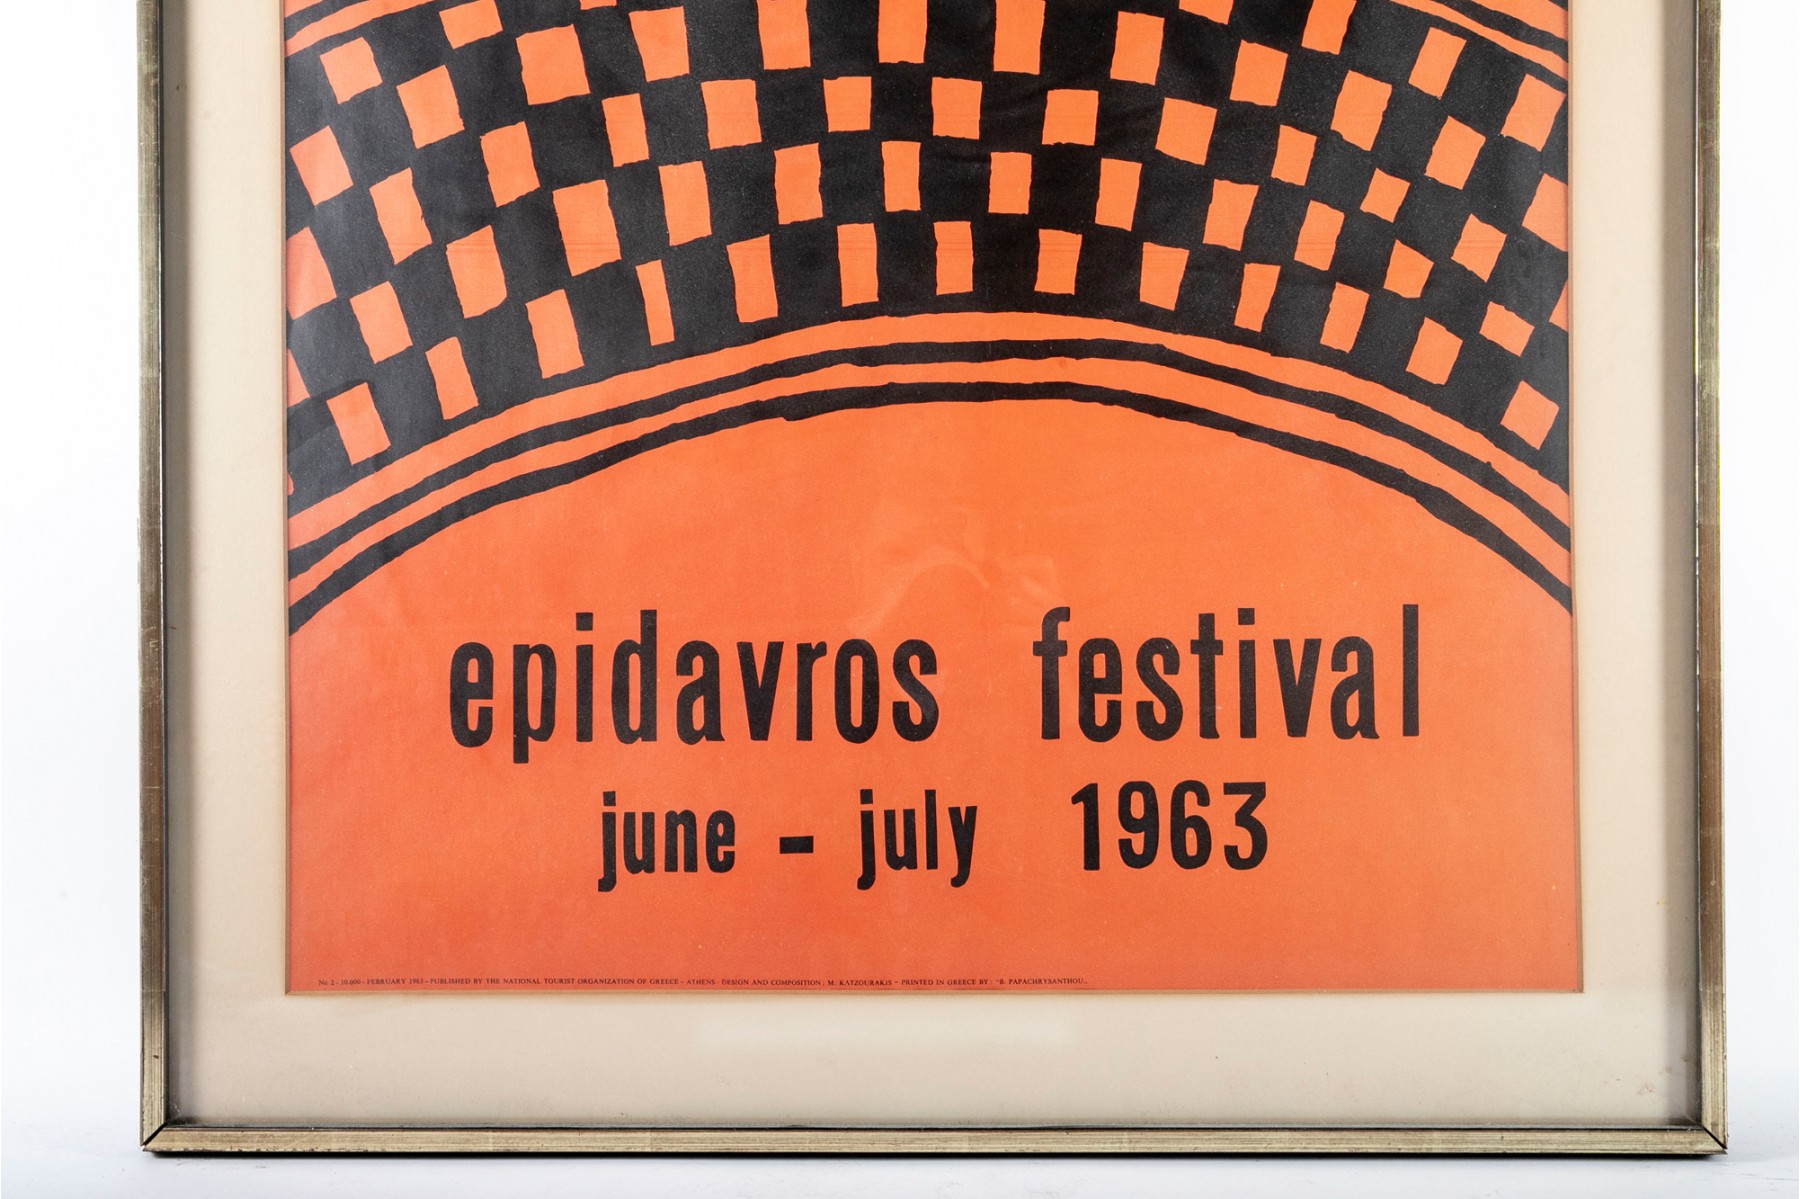 epidavros festival
june - july 1963
No 2 - 10.000 - FEBRUARY 1963 - PUBLISHED BY THE NATIONAL TOURIST ORGANIZATION OF GREECE - ATHENS - DESIGN AND COMPOSITION : M. KATZOURAKIS - PRINTED IN GREECE BY : "B. PAPACHRYSANTHOU„